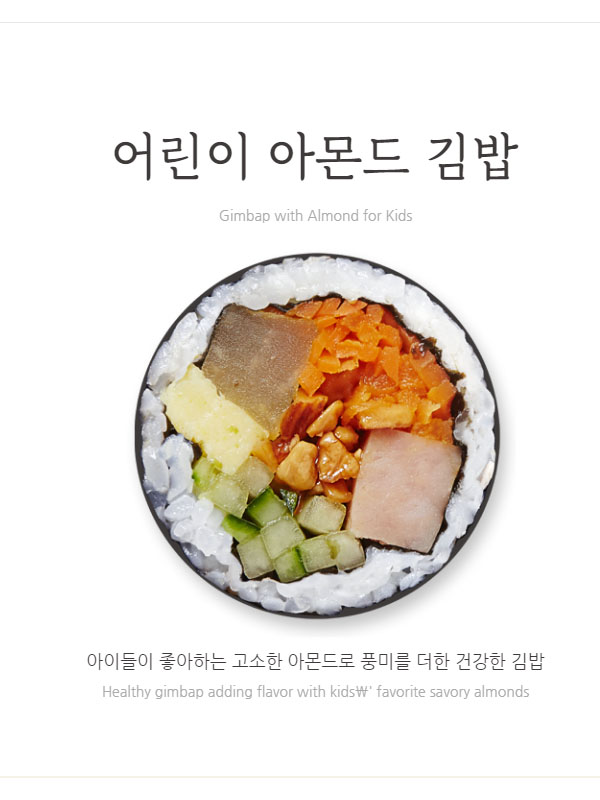 어린이 아몬드 김밥
Gimbap with Almond for Kids
아이들이 좋아하는 고소한 아몬드로 풍미를 더한 건강한 김밥
Healthy gimbap adding flavor with kids₩' favorite savory almonds